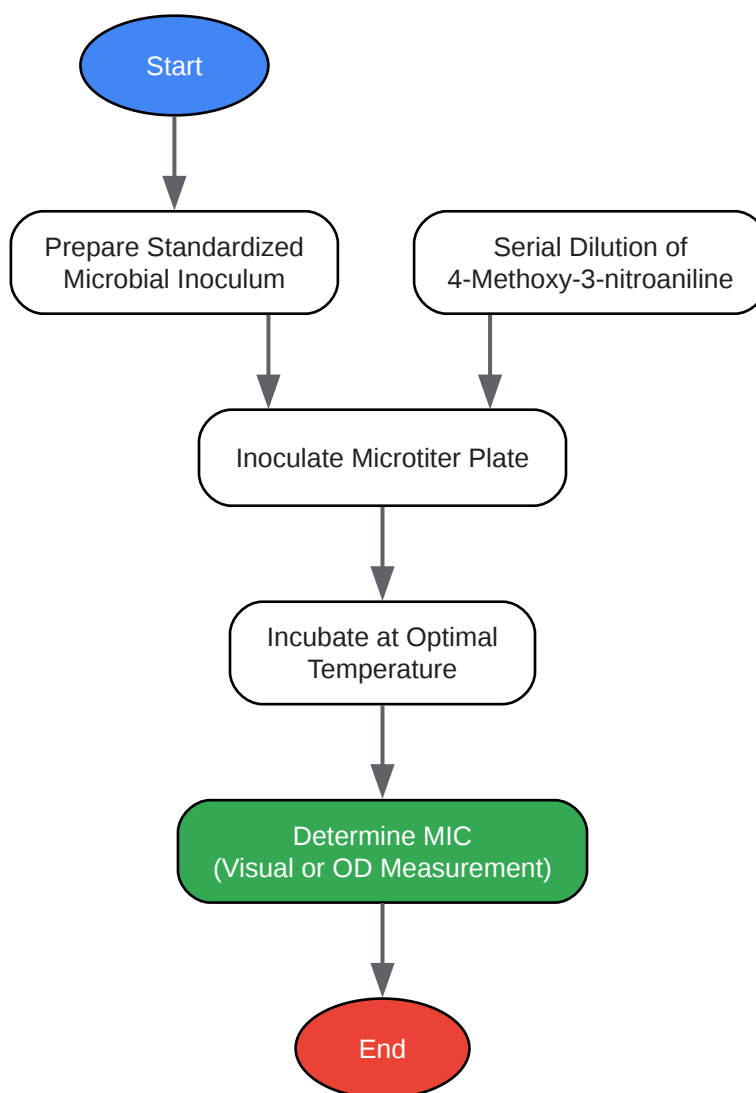 Start
Prepare Standardized
Microbial Inoculum
Serial Dilution of
4-Methoxy-3-nitroaniline
Inoculate Microtiter Plate
Incubate at Optimal
Temperature
Determine MIC
(Visual or OD Measurement)
End